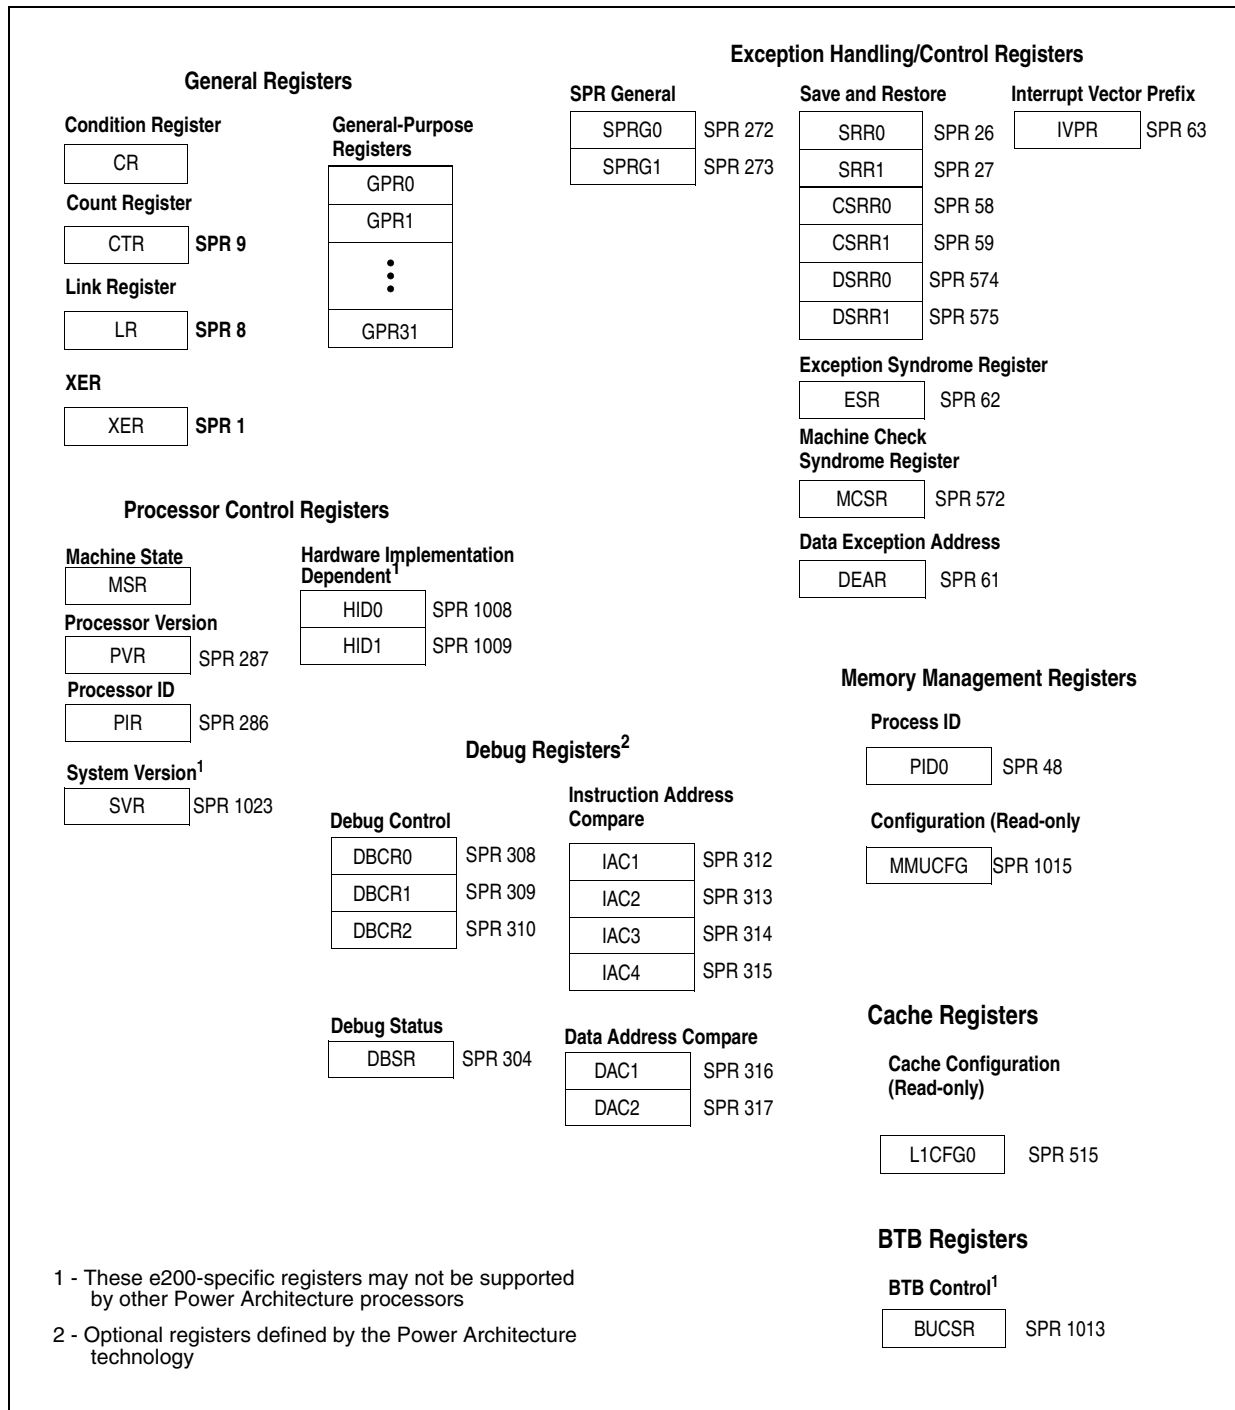 General Registers
Condition Register
CR
Count Register
CTR SPR 9
Link Register
LR SPR 8
XER
XER SPR 1
General-Purpose
Registers
GPR0
GPR1
GPR31
Exception Handling/Control Registers
SPR General
SPRG0 SPR 272
SPRG1 SPR 273
Save and Restore
SRR0 SPR 26
SRR1 SPR 27
CSRR0 SPR 58
CSRR1 SPR 59
DSRR0 SPR 574
DSRR1 SPR 575
Interrupt Vector Prefix
IVPR SPR 63
Exception Syndrome Register
ESR SPR 62
Machine Check
Syndrome Register
MCSR SPR 572
Data Exception Address
DEAR SPR 61
Processor Control Registers
Machine State
MSR
Processor Version
PVR SPR 287
Processor ID
PIR SPR 286
System Version1
SVR SPR 1023
Hardware Implementation
Dependent1
HID0 SPR 1008
HID1 SPR 1009
Debug Registers2
Debug Control
DBCR0 SPR 308
DBCR1 SPR 309
DBCR2 SPR 310
Debug Status
DBSR SPR 304
Instruction Address
Compare
IAC1 SPR 312
IAC2 SPR 313
IAC3 SPR 314
IAC4 SPR 315
Data Address Compare
DAC1 SPR 316
DAC2 SPR 317
Memory Management Registers
Process ID
PID0 SPR 48
Configuration (Read-only
MMUCFG SPR 1015
Cache Registers
Cache Configuration
(Read-only)
L1CFG0 SPR 515
BTB Registers
BTB Control1
BUCSR SPR 1013
1 - These e200-specific registers may not be supported
by other Power Architecture processors
2 - Optional registers defined by the Power Architecture
technology